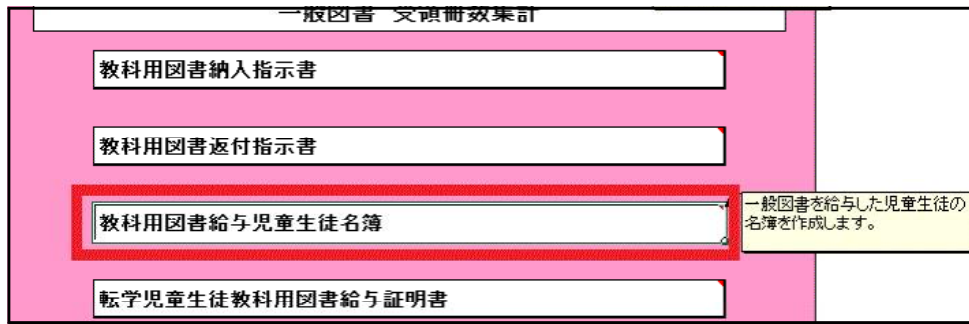 一般図書 受領冊数集計
教科用図書納入指示書
教科用図書返付指示書
教科用図書給与児童生徒名簿
一般図書を給与した児童生徒の
名簿を作成します。
転学児童生徒教科用図書給与証明書